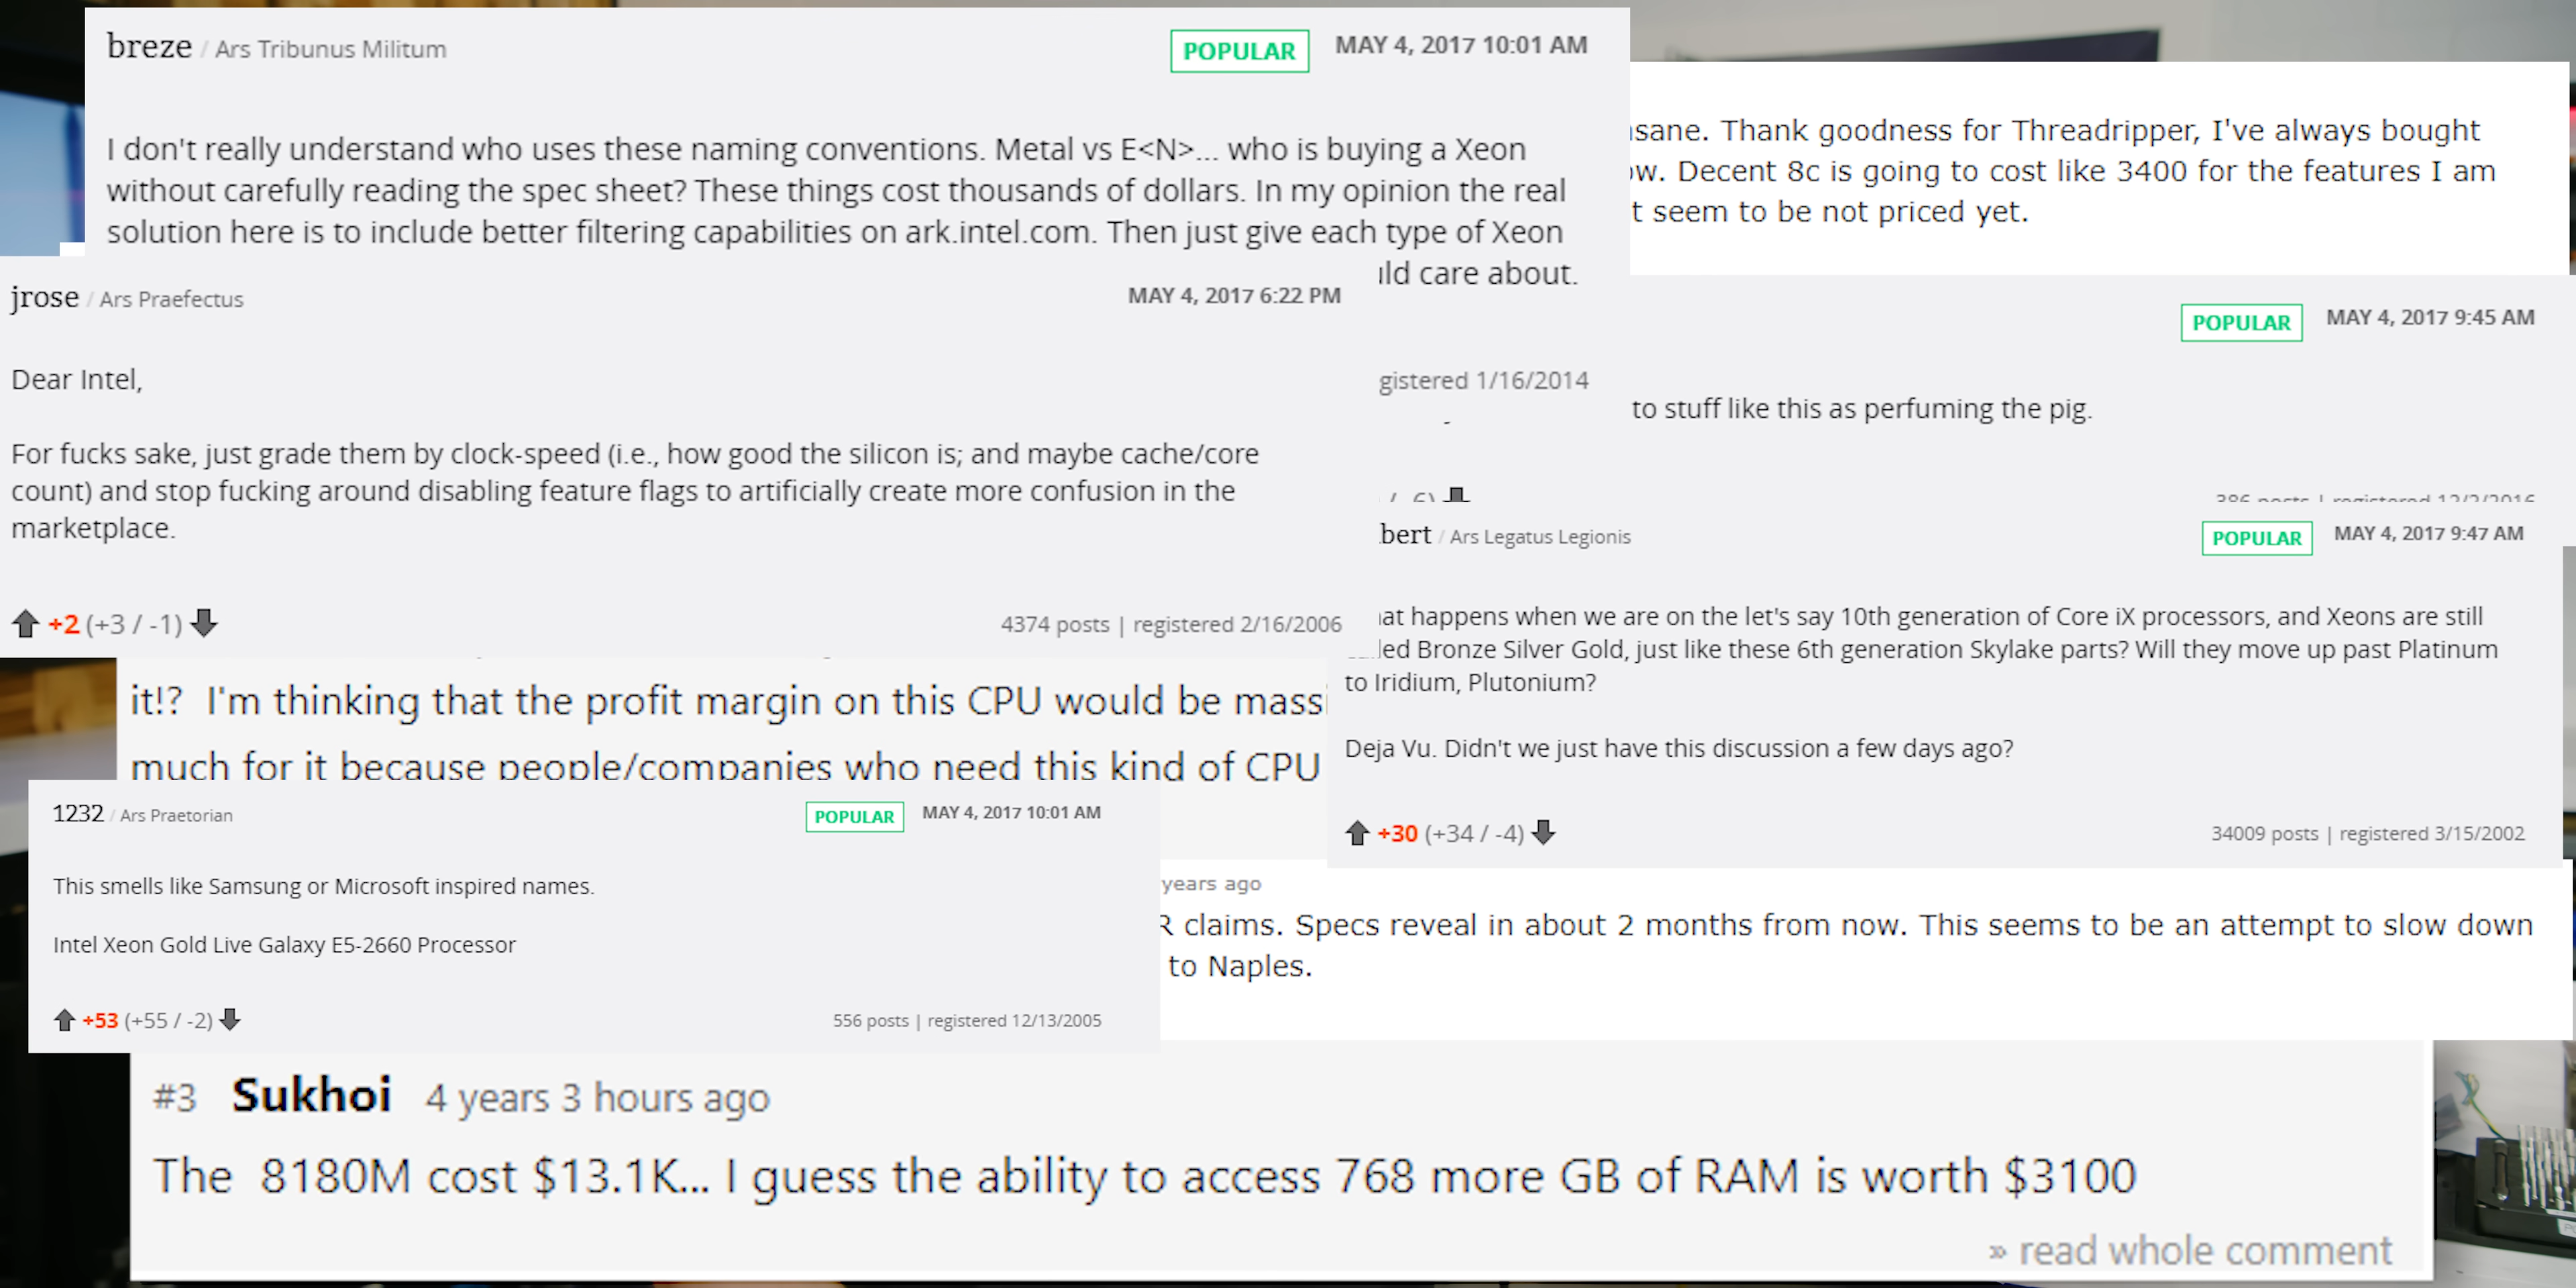 breze / Ars Tribunus Militum
POPULAR MAY 4, 2017 10:01 AM
I don't really understand who uses these naming conventions. Metal vs E<N>... who is buying a Xeon
without carefully reading the spec sheet? These things cost thousands of dollars. In my opinion the real
solution here is to include better filtering capabilities on ark.intel.com. Then just give each type of Xeon
care about.
gistered 1/16/2014
Thank goodness for Threadripper, I've always bought
Decent 8c is going to cost like 3400 for the features I am
seem to be not priced yet.
jrose / Ars Praefectus
MAY 4, 2017 6:22 PM
Dear Intel,
For fucks sake, just grade them by clock-speed (i.e., how good the silicon is; and maybe cache/core
count) and stop fucking around disabling feature flags to artificially create more confusion in the
marketplace.
+2 (+3 / -1)
4374 posts | registered 2/16/2006
POPULAR MAY 4, 2017 9:45 AM
to stuff like this as perfuming the pig.
386 posts | registered 12/2/2016
bert / Ars Legatus Legionis
POPULAR MAY 4, 2017 9:47 AM
at happens when we are on the let's say 10th generation of Core iX processors, and Xeons are still
led Bronze Silver Gold, just like these 6th generation Skylake parts? Will they move up past Platinum
to Iridium, Plutonium?
Deja Vu. Didn't we just have this discussion a few days ago?
+30 (+34 / -4)
34009 posts | registered 3/15/2002
it!? I'm thinking that the profit margin on this CPU would be massi
much for it because people/companies who need this kind of CPU
1232 / Ars Praetorian
POPULAR MAY 4, 2017 10:01 AM
This smells like Samsung or Microsoft inspired names.
Intel Xeon Gold Live Galaxy E5-2660 Processor
+53 (+55 / -2)
556 posts | registered 12/13/2005
years ago
R claims. Specs reveal in about 2 months from now. This seems to be an attempt to slow down
to Naples.
#3 Sukhoi 4 years 3 hours ago
The 8180M cost $13.1K... I guess the ability to access 768 more GB of RAM is worth $3100
» read whole comment